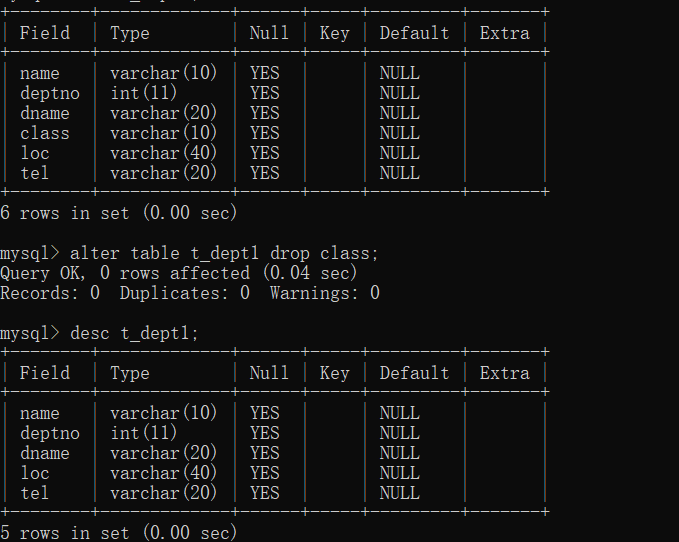 +--------+-------------+------+-----+---------+-------+
| Field  | Type        | Null | Key | Default | Extra |
+--------+-------------+------+-----+---------+-------+
| name   | varchar(10) | YES  |     | NULL    |       |
| deptno | int(11)     | YES  |     | NULL    |       |
| dname  | varchar(20) | YES  |     | NULL    |       |
| class  | varchar(10) | YES  |     | NULL    |       |
| loc    | varchar(40) | YES  |     | NULL    |       |
| tel    | varchar(20) | YES  |     | NULL    |       |
+--------+-------------+------+-----+---------+-------+
6 rows in set (0.00 sec)
mysql> alter table t_dept1 drop class;
Query OK, 0 rows affected (0.04 sec)
Records: 0  Duplicates: 0  Warnings: 0
mysql> desc t_dept1;
+--------+-------------+------+-----+---------+-------+
| Field  | Type        | Null | Key | Default | Extra |
+--------+-------------+------+-----+---------+-------+
| name   | varchar(10) | YES  |     | NULL    |       |
| deptno | int(11)     | YES  |     | NULL    |       |
| dname  | varchar(20) | YES  |     | NULL    |       |
| loc    | varchar(40) | YES  |     | NULL    |       |
| tel    | varchar(20) | YES  |     | NULL    |       |
+--------+-------------+------+-----+---------+-------+
5 rows in set (0.00 sec)